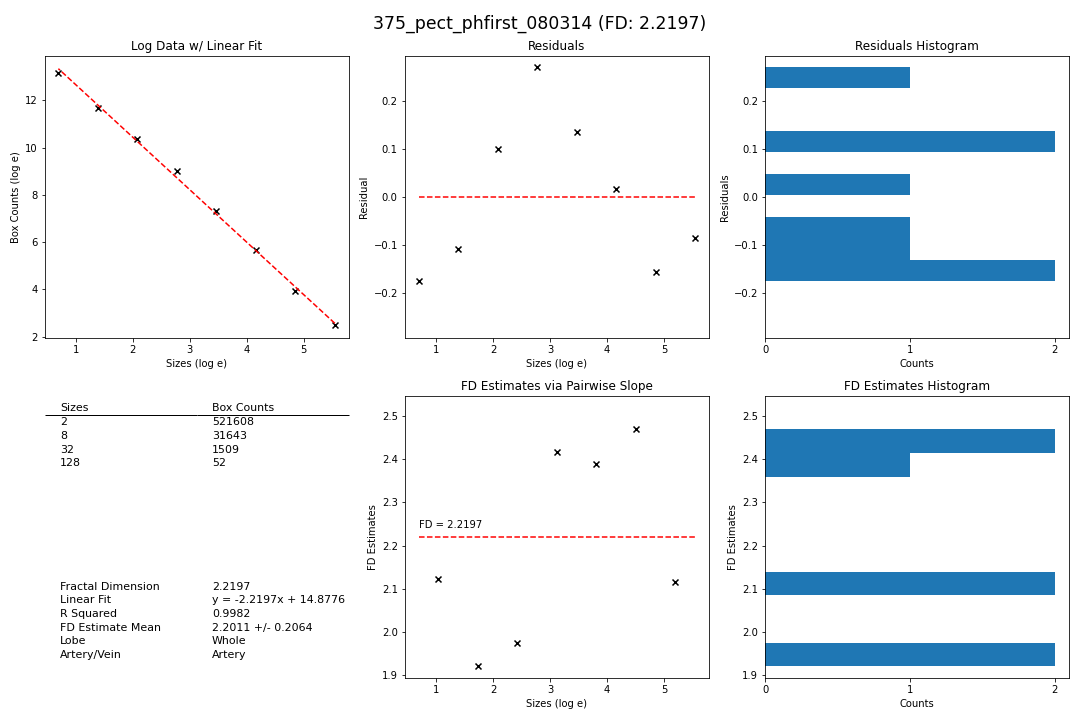 375_pect_phfirst_080314 (FD: 2.2197)
Log Data w/ Linear Fit
Box Counts (log e)
12
10
8
6
4
2
1 2 3 4 5
Sizes (log e)
Residuals
Residual
0.2
0.1
0.0
−0.1
−0.2
1 2 3 4 5
Sizes (log e)
Residuals Histogram
Residuals
0.2
0.1
0.0
−0.1
−0.2
0 1 2
Counts
Sizes Box Counts
2 521608
8 31643
32 1509
128 52
Fractal Dimension 2.2197
Linear Fit y = -2.2197x + 14.8776
R Squared 0.9982
FD Estimate Mean 2.2011 +/- 0.2064
Lobe Whole
Artery/Vein Artery
FD Estimates via Pairwise Slope
FD Estimates
2.5
2.4
2.3
2.2
2.1
2.0
1.9
FD = 2.2197
1 2 3 4 5
Sizes (log e)
FD Estimates Histogram
FD Estimates
2.5
2.4
2.3
2.2
2.1
2.0
1.9
0 1 2
Counts